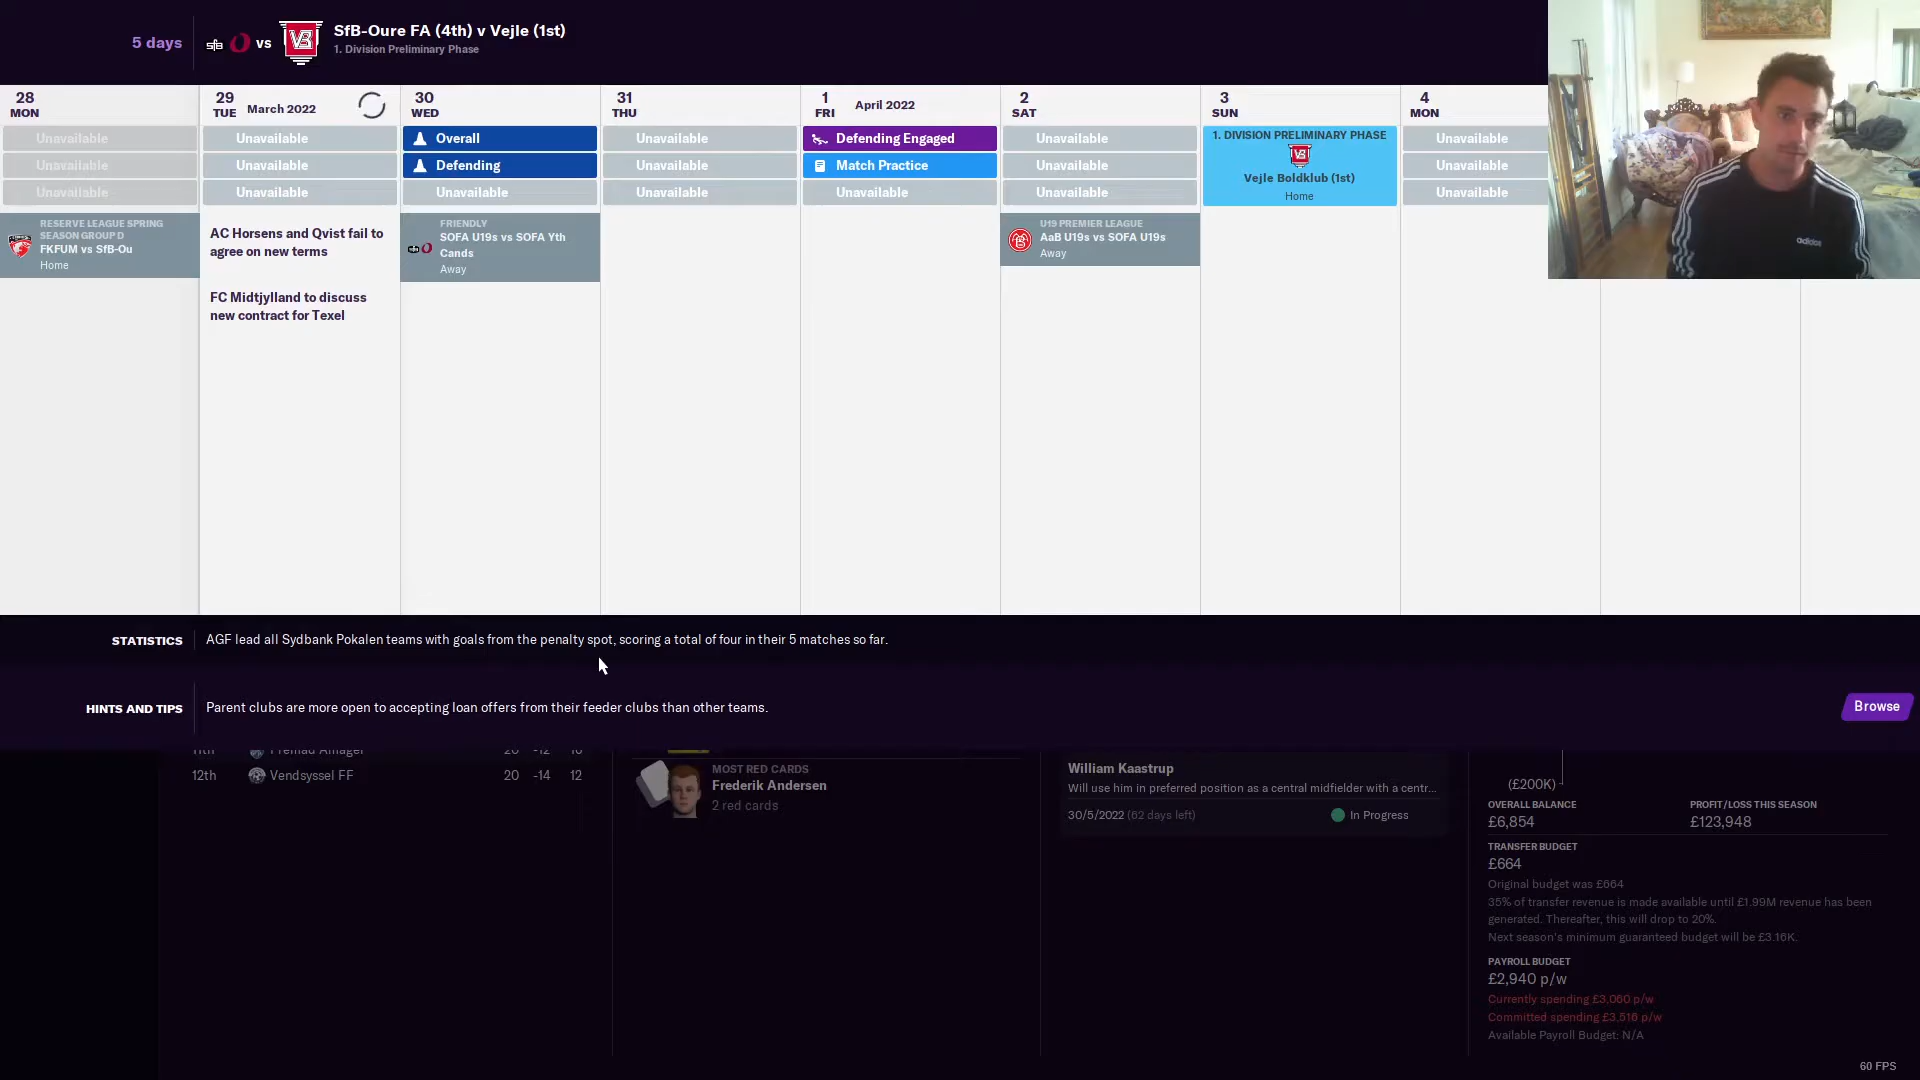 5 days
sfb
vs
VB
SfB-Oure FA (4th) v Vejle (1st)
1. Division Preliminary Phase
28
MON
Unavailable
Unavailable
Unavailable
RESERVE LEAGUE SPRING
SEASON GROUP D
FKFUM vs SfB-Ou
Home
29
TUE
March 2022
Unavailable
Unavailable
Unavailable
AC Horsens and Qvist fail to
agree on new terms
FC Midtjylland to discuss
new contract for Texel
30
WED
Overall
Defending
Unavailable
FRIENDLY
SOFA U19s vs SOFA Yth
Cands
Away
31
THU
Unavailable
Unavailable
Unavailable
1
FRI
April 2022
Defending Engaged
Match Practice
Unavailable
2
SAT
Unavailable
Unavailable
Unavailable
U19 PREMIER LEAGUE
AaB U19s vs SOFA U19s
Away
3
SUN
1. DIVISION PRELIMINARY PHASE
VB
Vejle Boldklub (1st)
Home
4
MON
Unavailable
Unavailable
Unavailable
adidas
STATISTICS
AGF lead all Sydbank Pokalen teams with goals from the penalty spot, scoring a total of four in their 5 matches so far.
HINTS AND TIPS
Parent clubs are more open to accepting loan offers from their feeder clubs than other teams.
Browse
11th Fremad Amager 20 -12 16
12th Vendsyssel FF 20 -14 12
MOST RED CARDS
Frederik Andersen
2 red cards
William Kaastrup
Will use him in preferred position as a central midfielder with a centr...
30/5/2022 (62 days left)
In Progress
(£200K)
OVERALL BALANCE
£6,854
PROFIT/LOSS THIS SEASON
£123,948
TRANSFER BUDGET
£664
Original budget was £664
35% of transfer revenue is made available until £1.99M revenue has been
generated. Thereafter, this will drop to 20%.
Next season's minimum guaranteed budget will be £3.16K.
PAYROLL BUDGET
£2,940 p/w
Currently spending £3,060 p/w
Committed spending £3,516 p/w
Available Payroll Budget: N/A
60 FPS